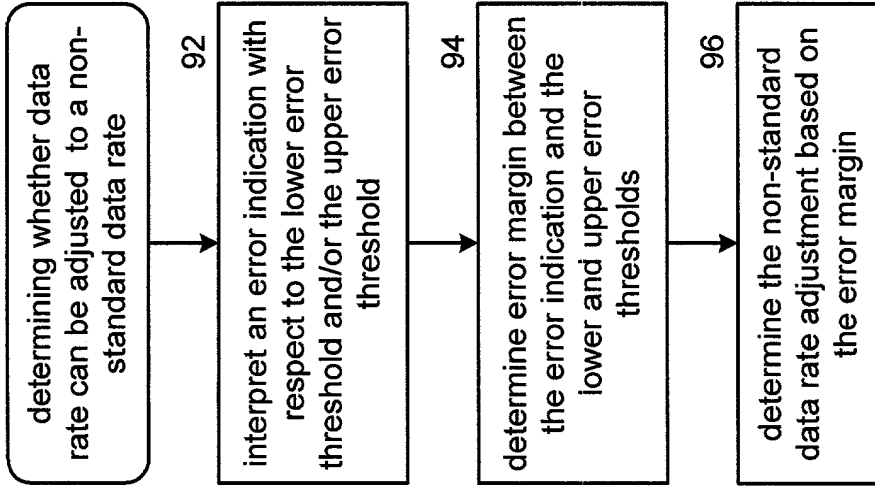 determining whether data
rate can be adjusted to a non-
standard data rate
92
interpret an error indication with
respect to the lower error
threshold and/or the upper error
threshold
94
determine error margin between
the error indication and the
lower and upper error
thresholds
96
determine the non-standard
data rate adjustment based on
the error margin